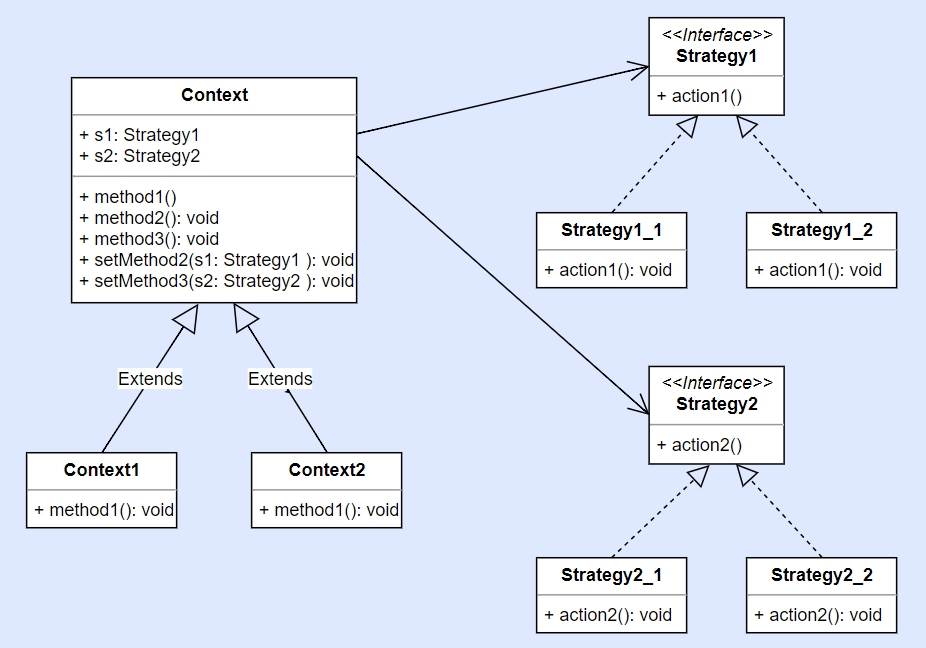 Context
+ s1: Strategy1
+ s2: Strategy2
+ method1()
+ method2(): void
+ method3(): void
+ setMethod2(s1: Strategy1 ): void
+ setMethod3(s2: Strategy2 ): void
Extends
Extends
Context1
+ method1(): void
Context2
+ method1(): void
<<Interface>>
Strategy1
+ action1()
Strategy1_1
+ action1(): void
Strategy1_2
+ action1(): void
<<Interface>>
Strategy2
+ action2()
Strategy2_1
+ action2(): void
Strategy2_2
+ action2(): void